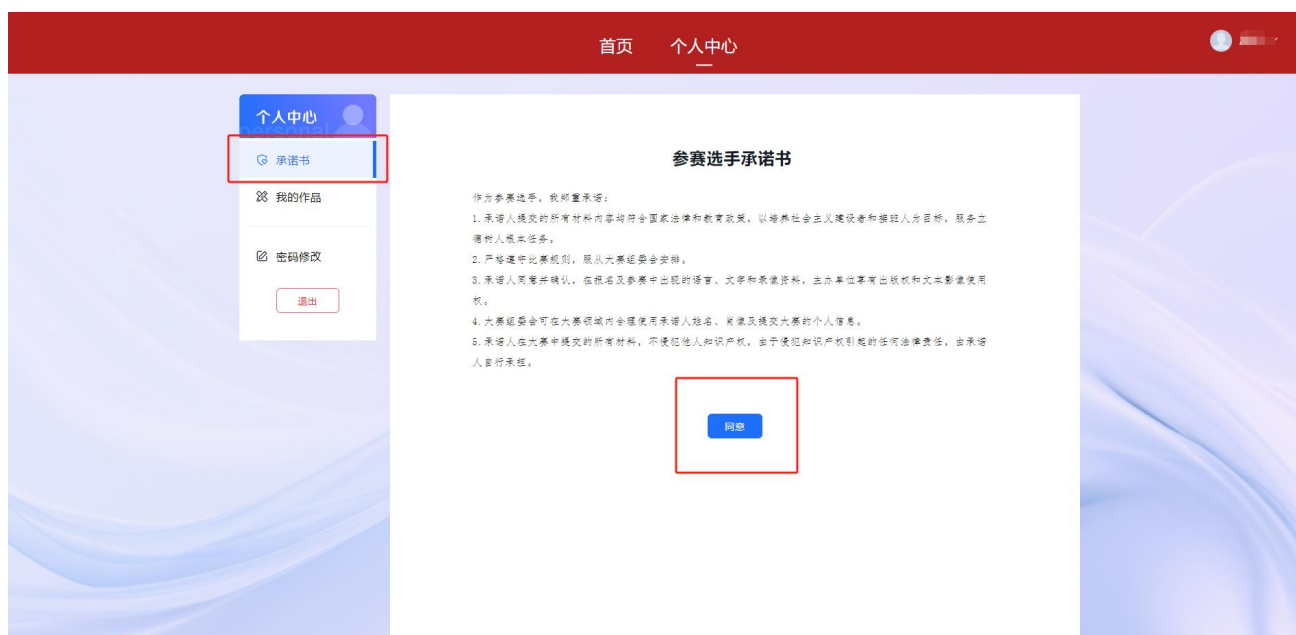 首页 个人中心
个人中心
personal
承诺书
我的作品
密码修改
退出
参赛选手承诺书
作为参赛选手，我郑重承诺：
1.承诺人提交的所有材料内容均符合国家法律和教育政策，以培养社会主义建设者和接班人为目标，服务立
德树人根本任务。
2.严格遵守比赛规则，服从大赛组委会安排。
3.承诺人同意并确认，在报名及参赛中出现的语言、文字和录像资料，主办单位享有出版权和文本影像使用
权。
4.大赛组委会可在大赛领域内合理使用承诺人姓名、肖像及提交大赛的个人信息。
5.承诺人在大赛中提交的所有材料，不侵犯他人知识产权，由于侵犯知识产权引起的任何法律责任，由承诺
人自行承担。
同意